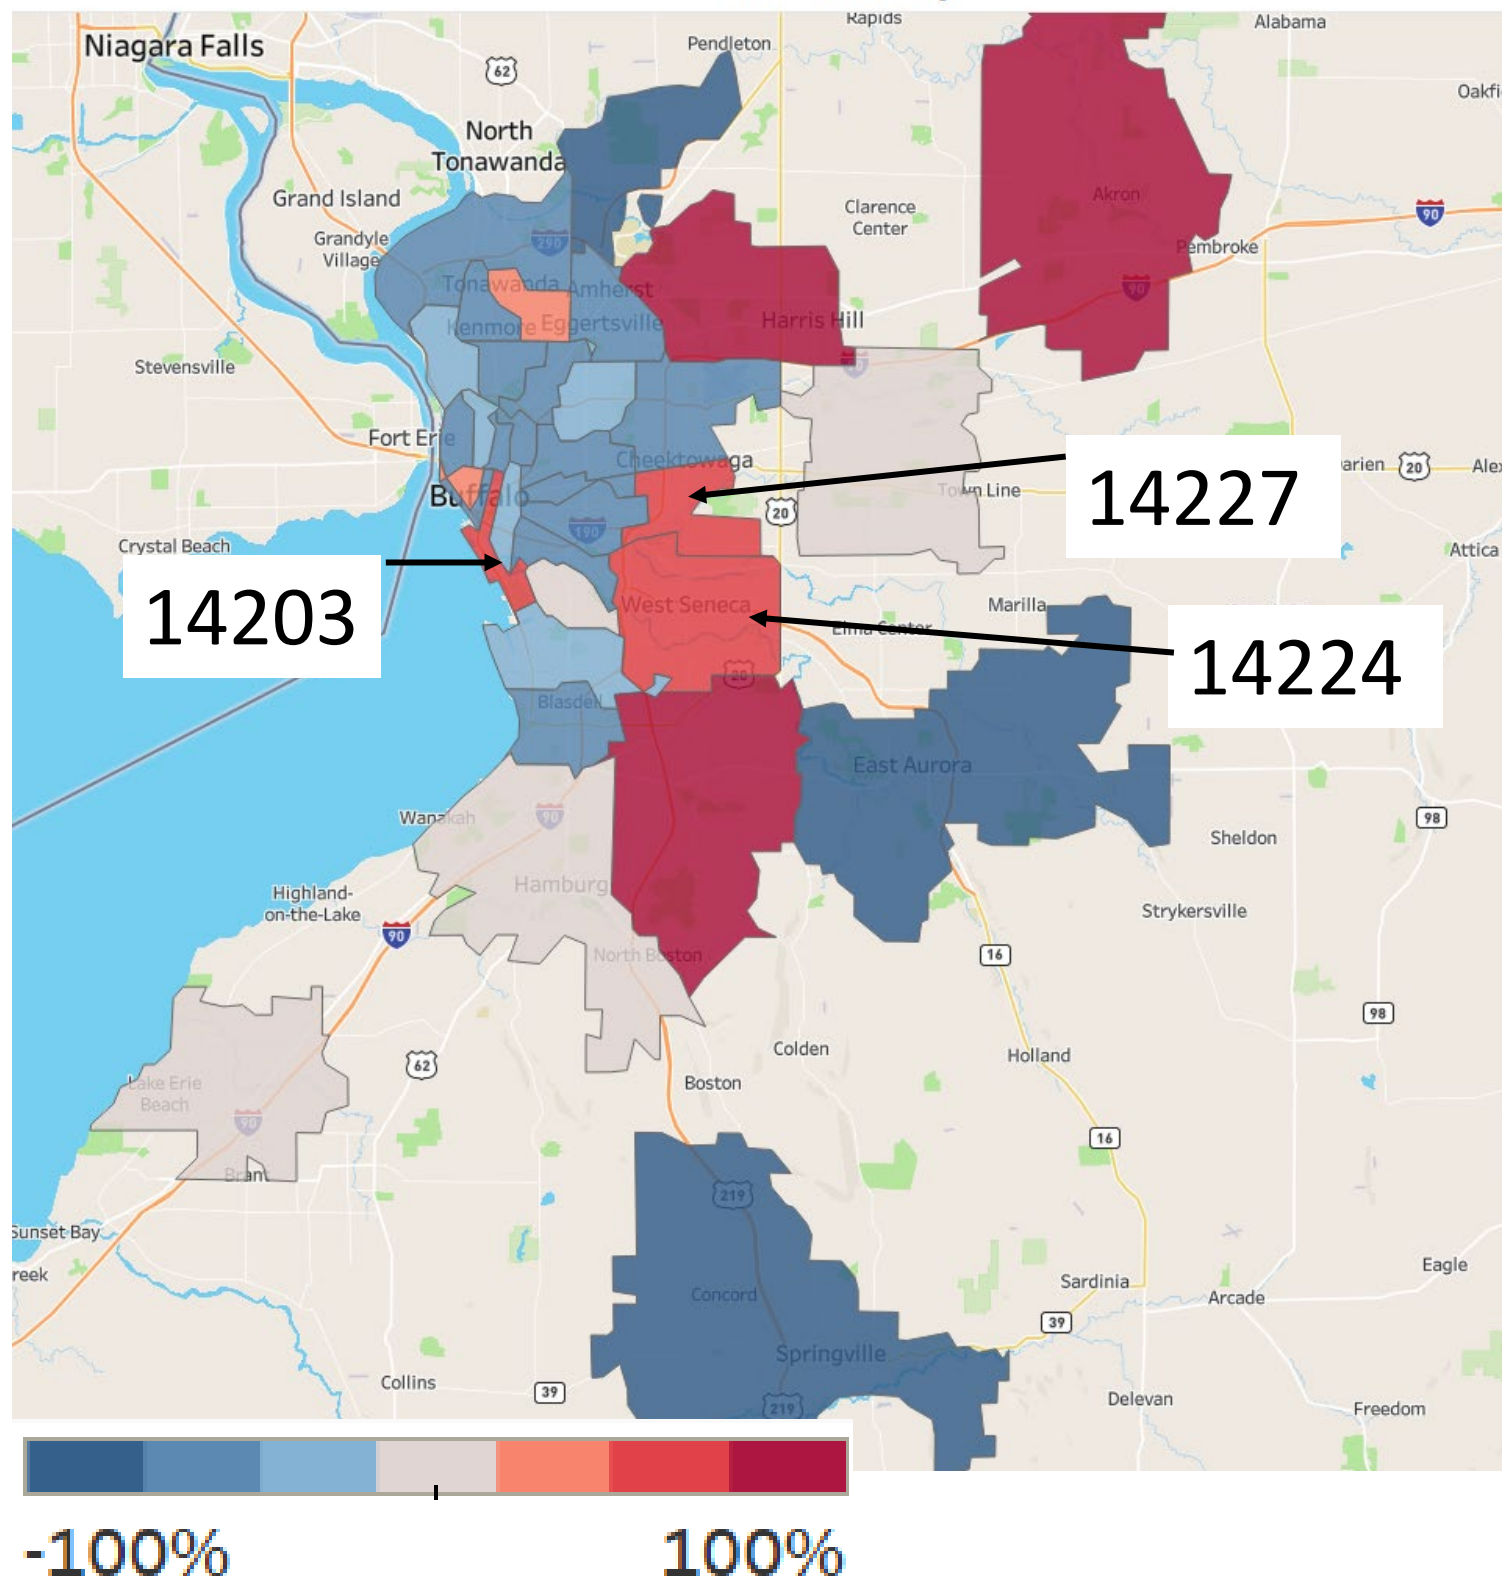 Rapids
Alabama
Niagara Falls
Pendleton
62
Oakfi
North
Tonawanda
Grand Island
Akron
Clarence
Center
90
Grandyle
Village
290
Pembroke
Tonawanda
Amherst
90
Kenmore
Eggertsville
Harris Hill
Stevensville
Fort Erie
Cheektowaga
14227
arien
20
Alex
Buffalo
Town Line
20
190
Crystal Beach
Attica
14203
West Seneca
Marilla
Elma Center
14224
20
Blasdell
East Aurora
Wanakah
90
98
Sheldon
Hamburg
Highland-
on-the-Lake
Strykersville
90
North Boston
16
98
Colden
Holland
62
Boston
Lake Erie
Beach
90
16
Brant
219
Sunset Bay
reek
Eagle
Sardinia
Concord
Arcade
39
Springville
Collins
39
Delevan
219
Freedom
-100%
100%